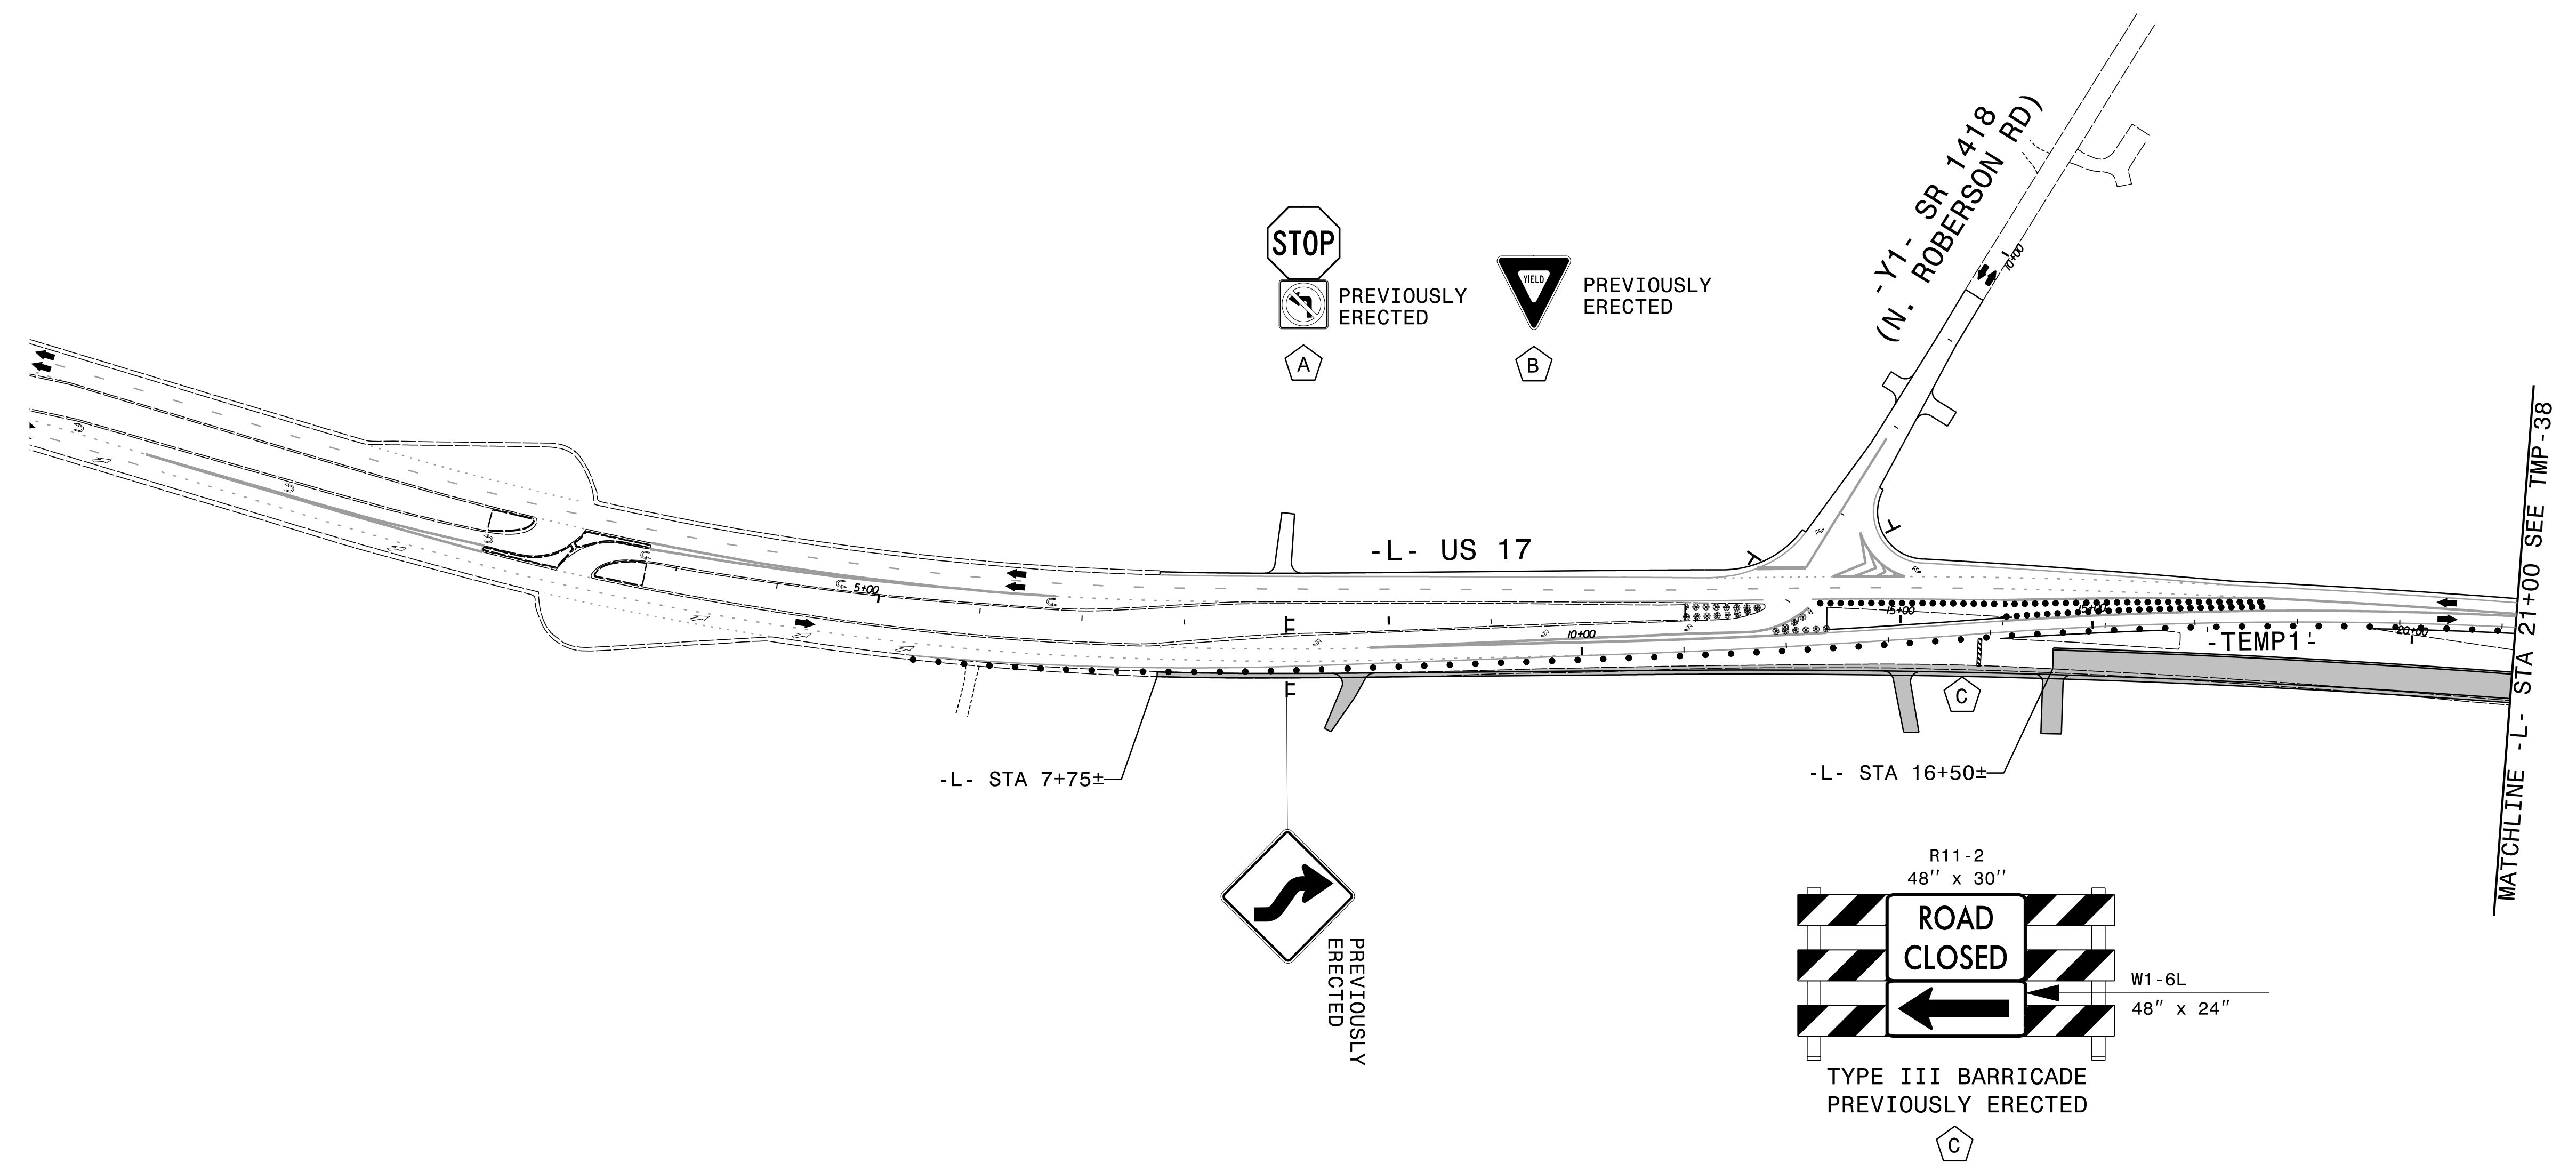 -Y1- SR 1418
(N. ROBERSON RD)
10+00
STOP
PREVIOUSLY
ERECTED
A
YIELD
PREVIOUSLY
ERECTED
B
-L- US 17
5+00
10+00
15+00
15+00
20+00
-TEMP1-
C
-L- STA 7+75±
-L- STA 16+50±
MATCHLINE -L- STA 21+00 SEE TMP-38
PREVIOUSLY
ERECTED
R11-2
48" x 30"
ROAD
CLOSED
W1-6L
48" x 24"
TYPE III BARRICADE
PREVIOUSLY ERECTED
C